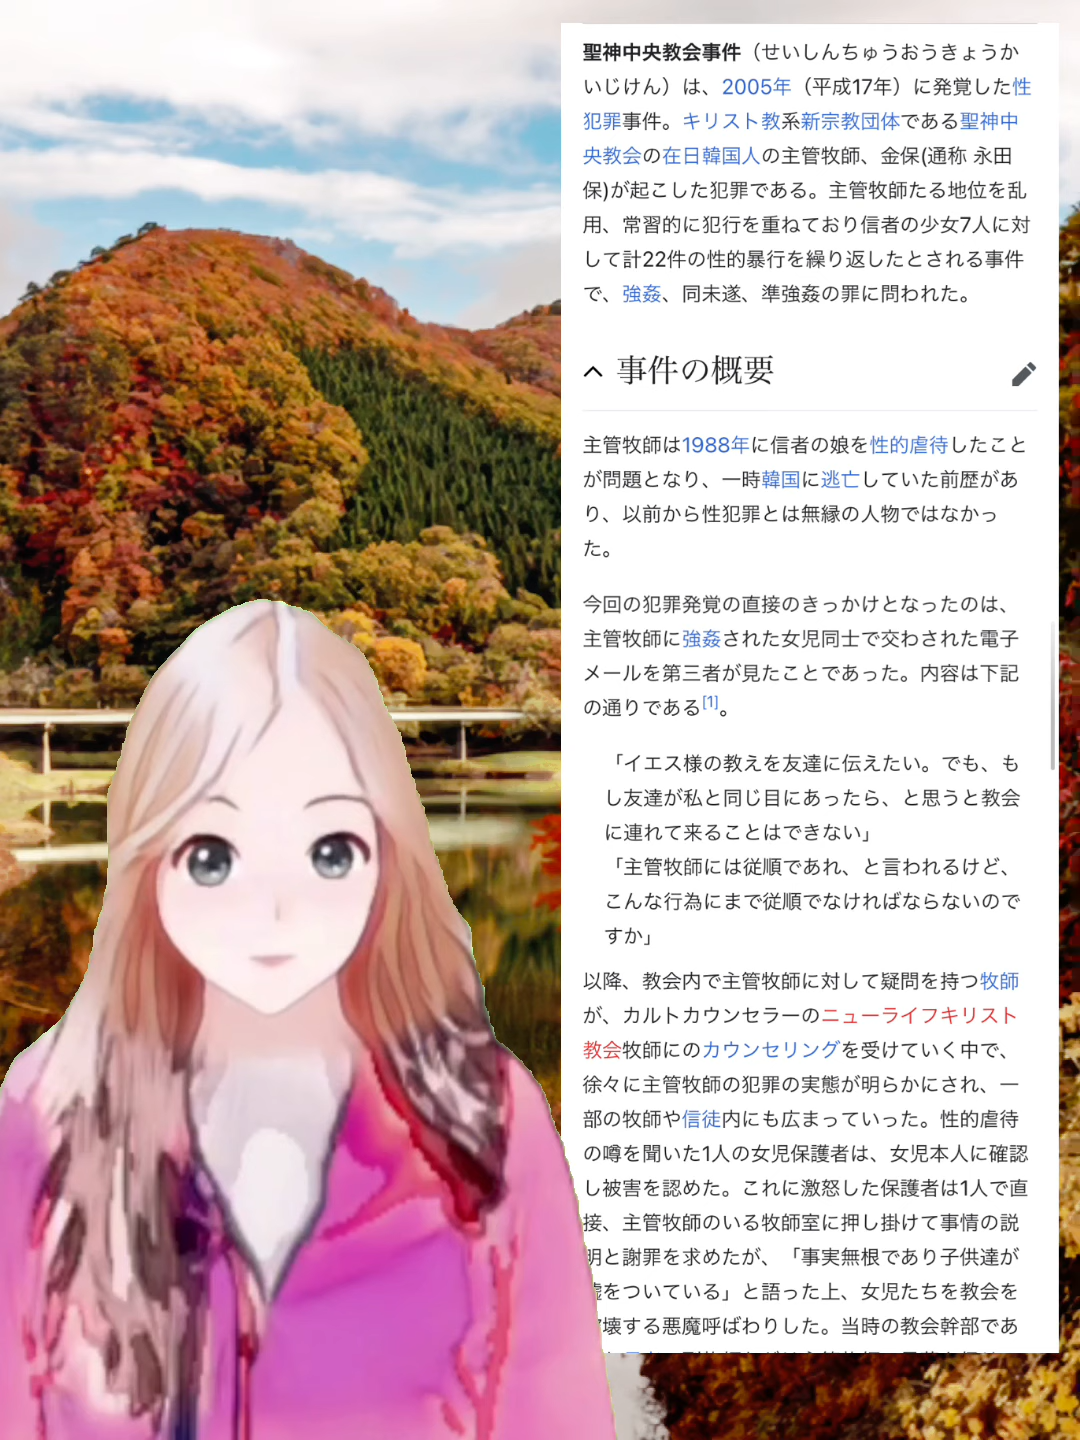 聖神中央教会事件（せいしんちゅうおうきょうか
いじけん）は、2005年（平成17年）に発覚した性
犯罪事件。キリスト教系新宗教団体である聖神中
央教会の在日韓国人の主管牧師、金保(通称 永田
保)が起こした犯罪である。主管牧師たる地位を乱
用、常習的に犯行を重ねており信者の少女7人に対
して計22件の性的暴行を繰り返したとされる事件
で、強姦、同未遂、準強姦の罪に問われた。
事件の概要
主管牧師は1988年に信者の娘を性的虐待したこと
が問題となり、一時韓国に逃亡していた前歴があ
り、以前から性犯罪とは無縁の人物ではなかっ
た。
今回の犯罪発覚の直接のきっかけとなったのは、
主管牧師に強姦された女児同士で交わされた電子
メールを第三者が見たことであった。内容は下記
の通りである[1]。
「イエス様の教えを友達に伝えたい。でも、も
し友達が私と同じ目にあったら、と思うと教会
に連れて来ることはできない」
「主管牧師には従順であれ、と言われるけど、
こんな行為にまで従順でなければならないので
すか」
以降、教会内で主管牧師に対して疑問を持つ牧師
が、カルトカウンセラーのニューライフキリスト
教会牧師にのカウンセリングを受けていく中で、
徐々に主管牧師の犯罪の実態が明らかにされ、一
部の牧師や信徒内にも広まっていった。性的虐待
の噂を聞いた1人の女児保護者は、女児本人に確認
し被害を認めた。これに激怒した保護者は1人で直
接、主管牧師のいる牧師室に押し掛けて事情の説
明と謝罪を求めたが、「事実無根であり子供達が
嘘をついている」と語った上、女児たちを教会を
壊する悪魔呼ばわりした。当時の教会幹部であ